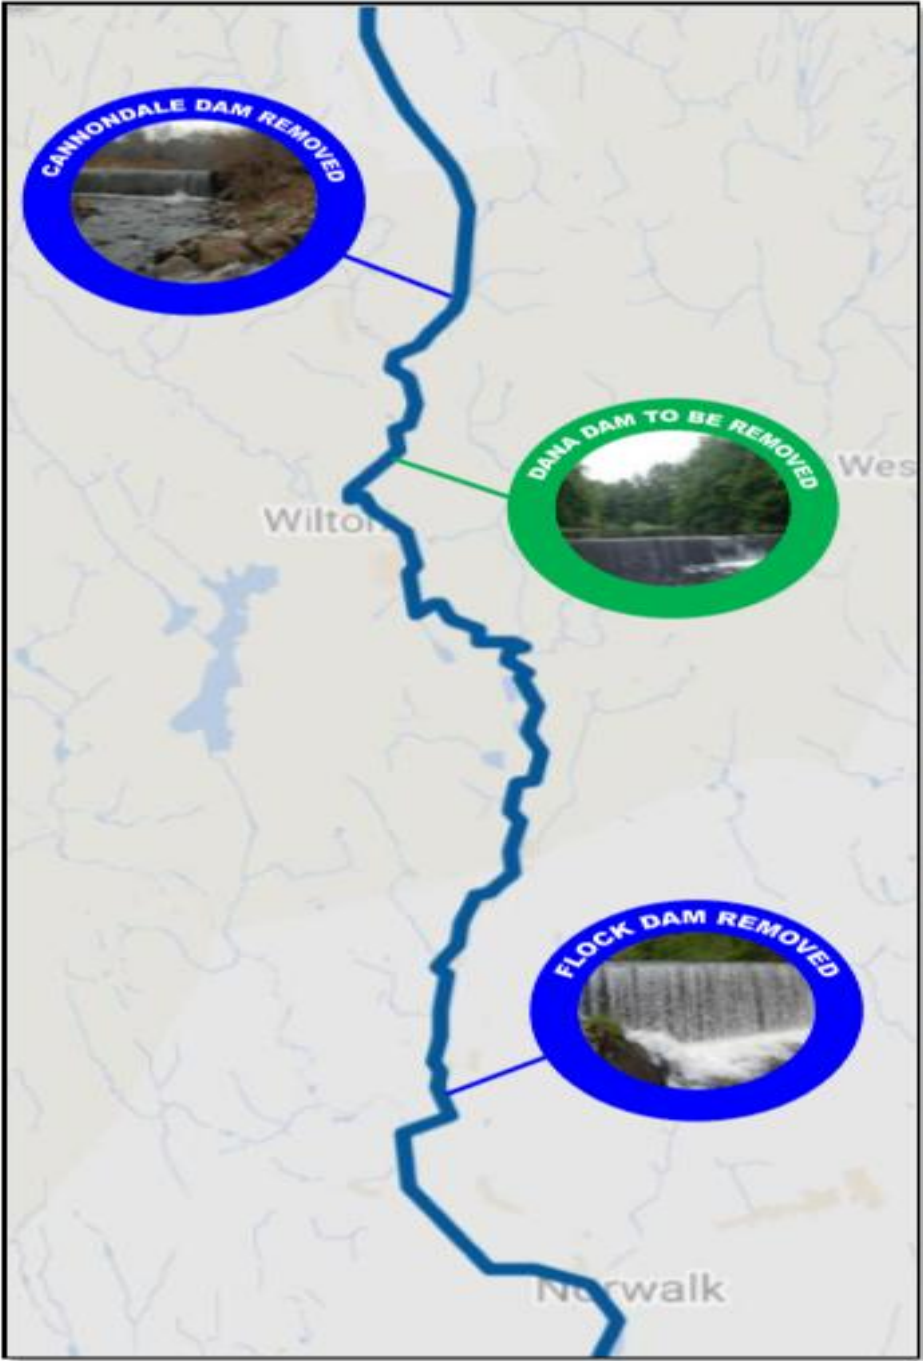 CANNONDALE DAM REMOVED
DANA DAM TO BE REMOVED
Wes
Wilton
FLOCK DAM REMOVED
Norwalk